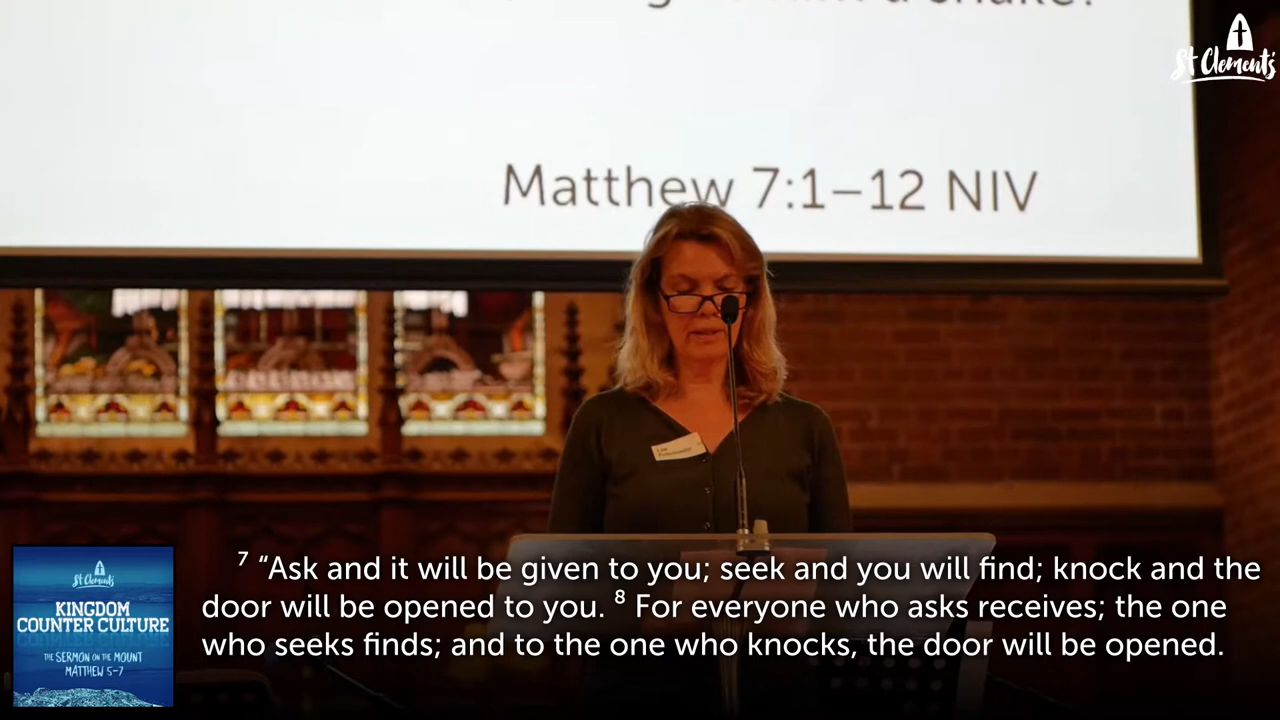 a snake?
St Clement's
Matthew 7:1–12 NIV
St Clement's
KINGDOM
COUNTER CULTURE
THE SERMON ON THE MOUNT
MATTHEW 5-7
⁷ “Ask and it will be given to you; seek and you will find; knock and the
door will be opened to you. ⁸ For everyone who asks receives; the one
who seeks finds; and to the one who knocks, the door will be opened.